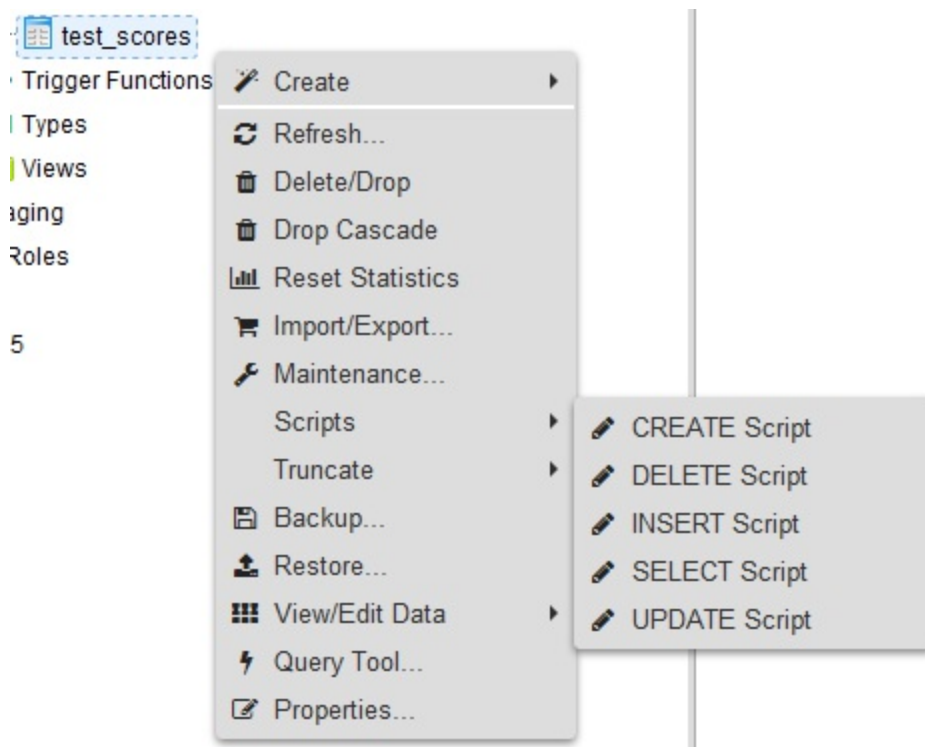 test_scores
Trigger Functions
Types
Views
aging
Roles
5
Create
Refresh...
Delete/Drop
Drop Cascade
Reset Statistics
Import/Export...
Maintenance...
Scripts
Truncate
Backup...
Restore...
View/Edit Data
Query Tool...
Properties...
CREATE Script
DELETE Script
INSERT Script
SELECT Script
UPDATE Script